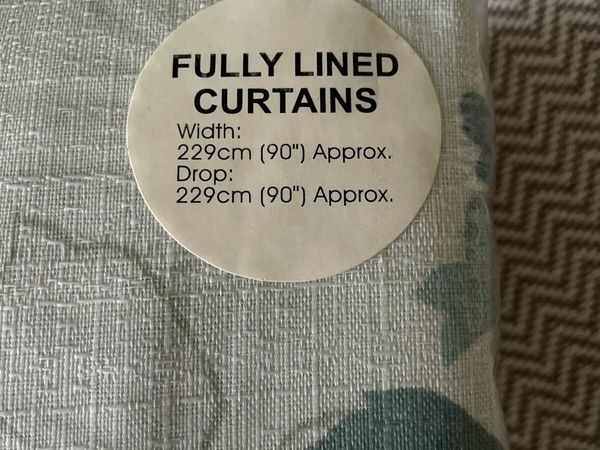 FULLY LINED
CURTAINS
Width:
229cm (90") Approx.
Drop:
229cm (90") Approx.